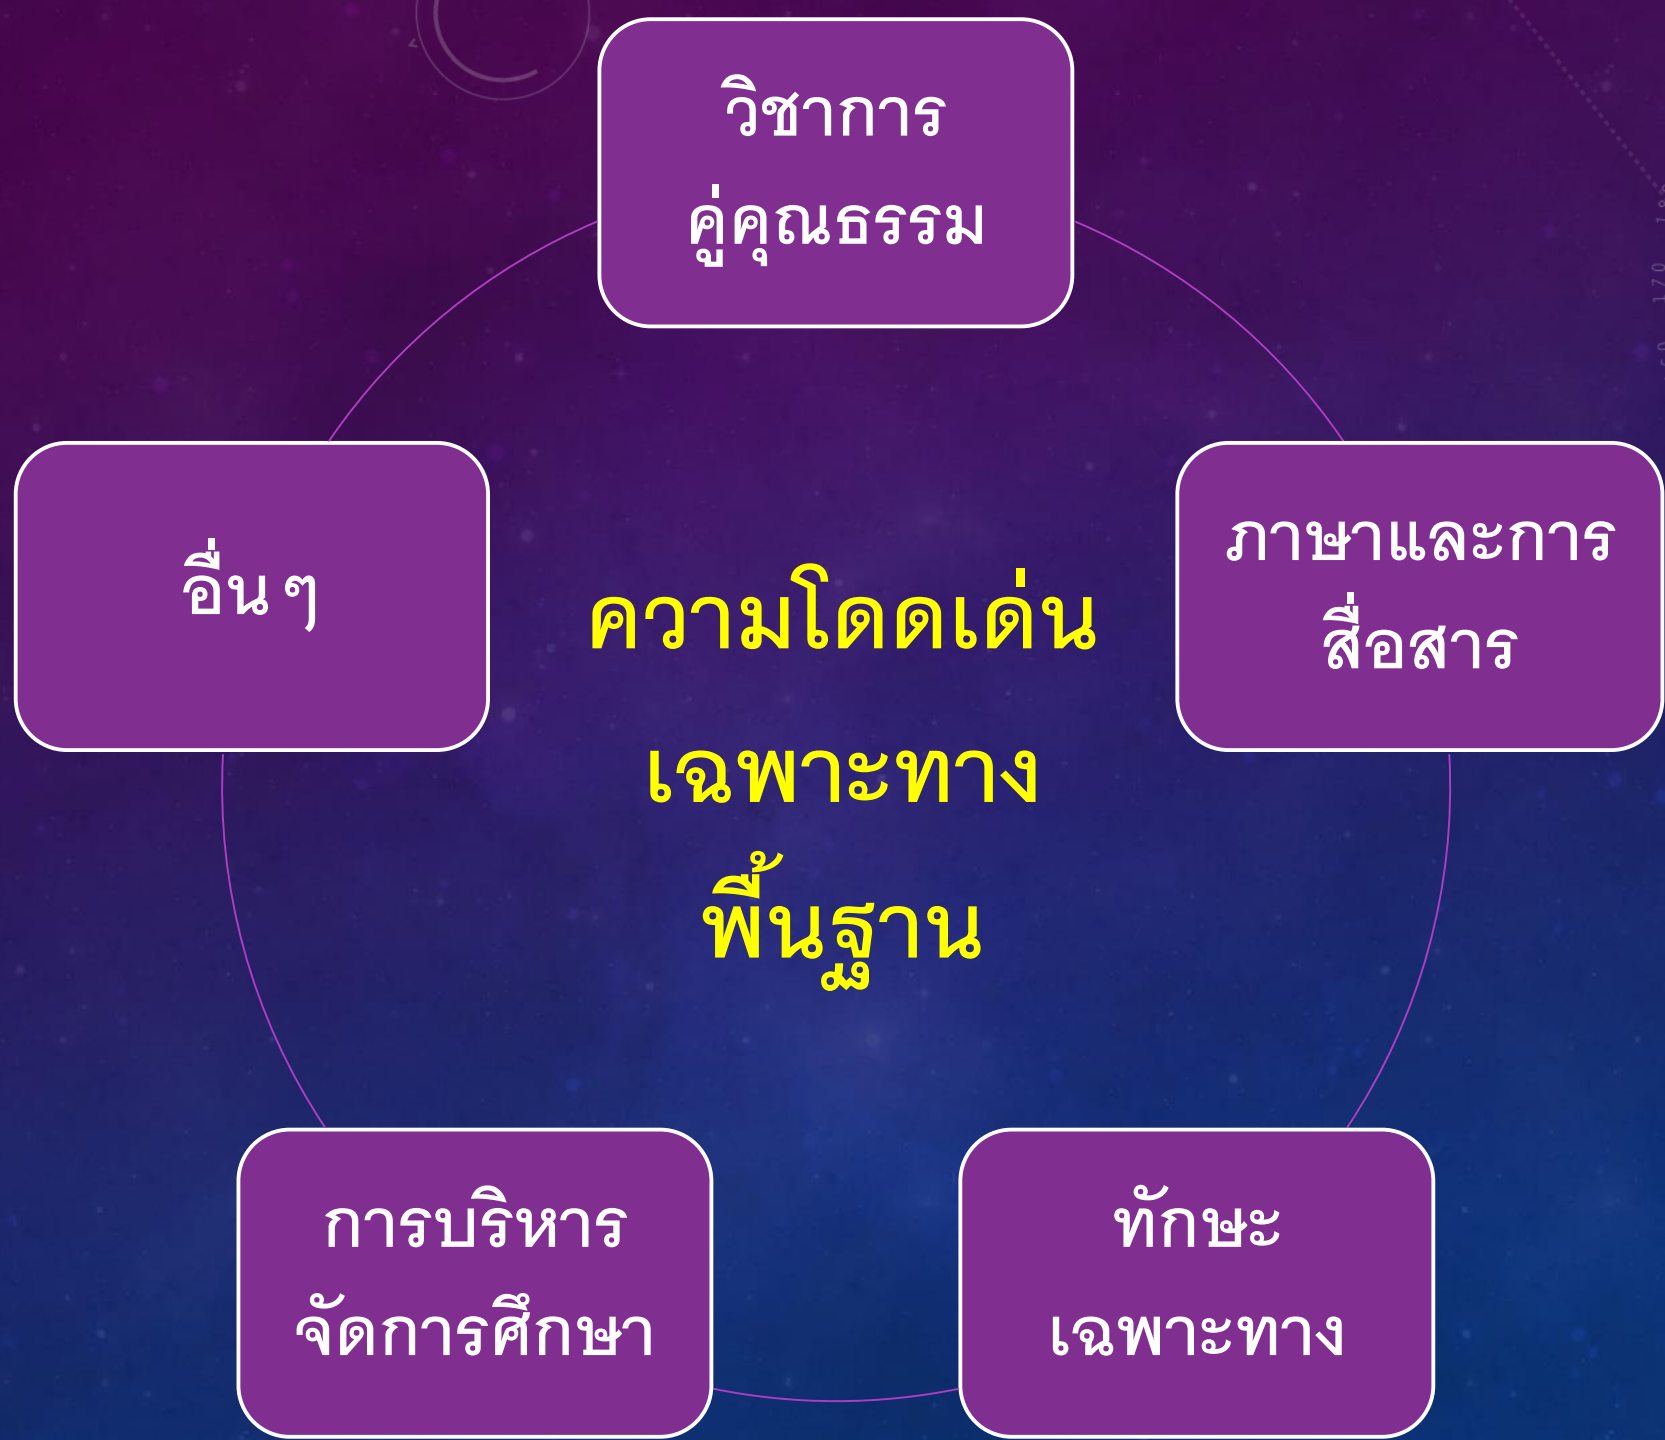 วิชาการ
คู่คุณธรรม
ภาษาและการ
สื่อสาร
ทักษะ
เฉพาะทาง
การบริหาร
จัดการศึกษา
อื่น ๆ
ความโดดเด่น
เฉพาะทาง
พื้นฐาน
170